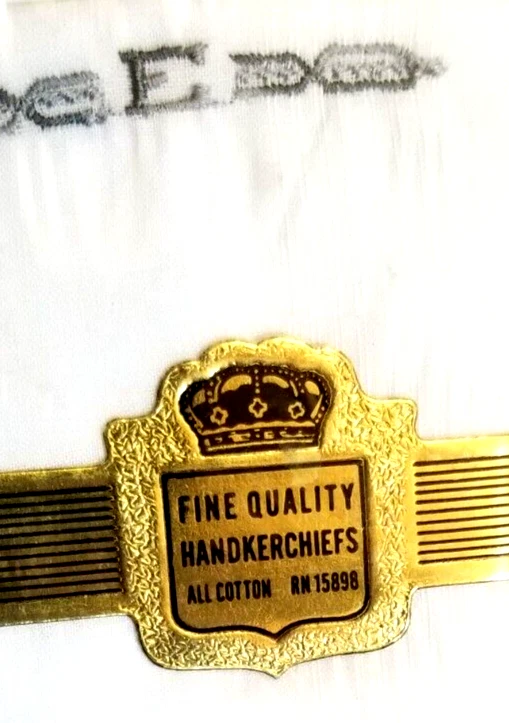 E
FINE QUALITY
HANDKERCHIEFS
ALL COTTON RN 15898